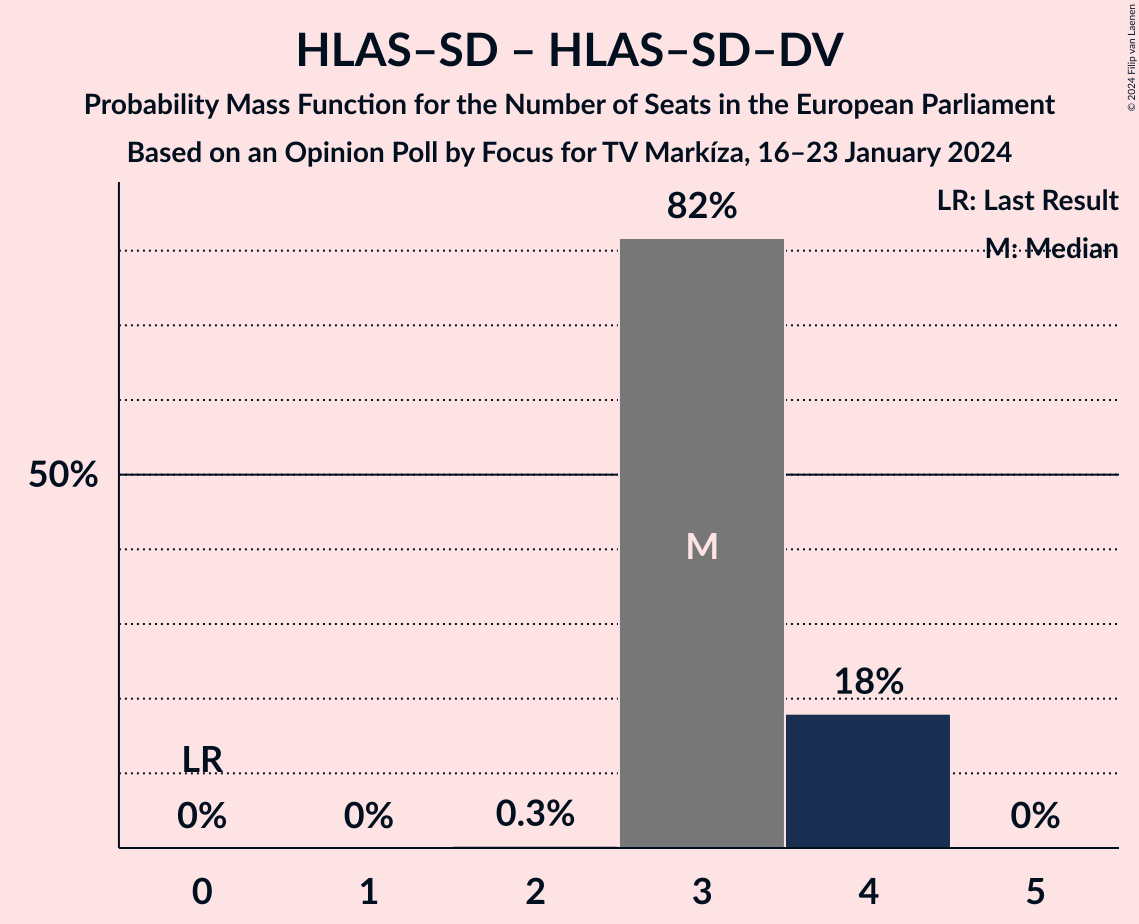 HLAS–SD – HLAS–SD–DV
Probability Mass Function for the Number of Seats in the European Parliament
Based on an Opinion Poll by Focus for TV Markíza, 16–23 January 2024
© 2024 Filip van Laenen
LR: Last Result
M: Median
82%
50%
M
18%
LR
0%
0%
0.3%
0%
0
1
2
3
4
5